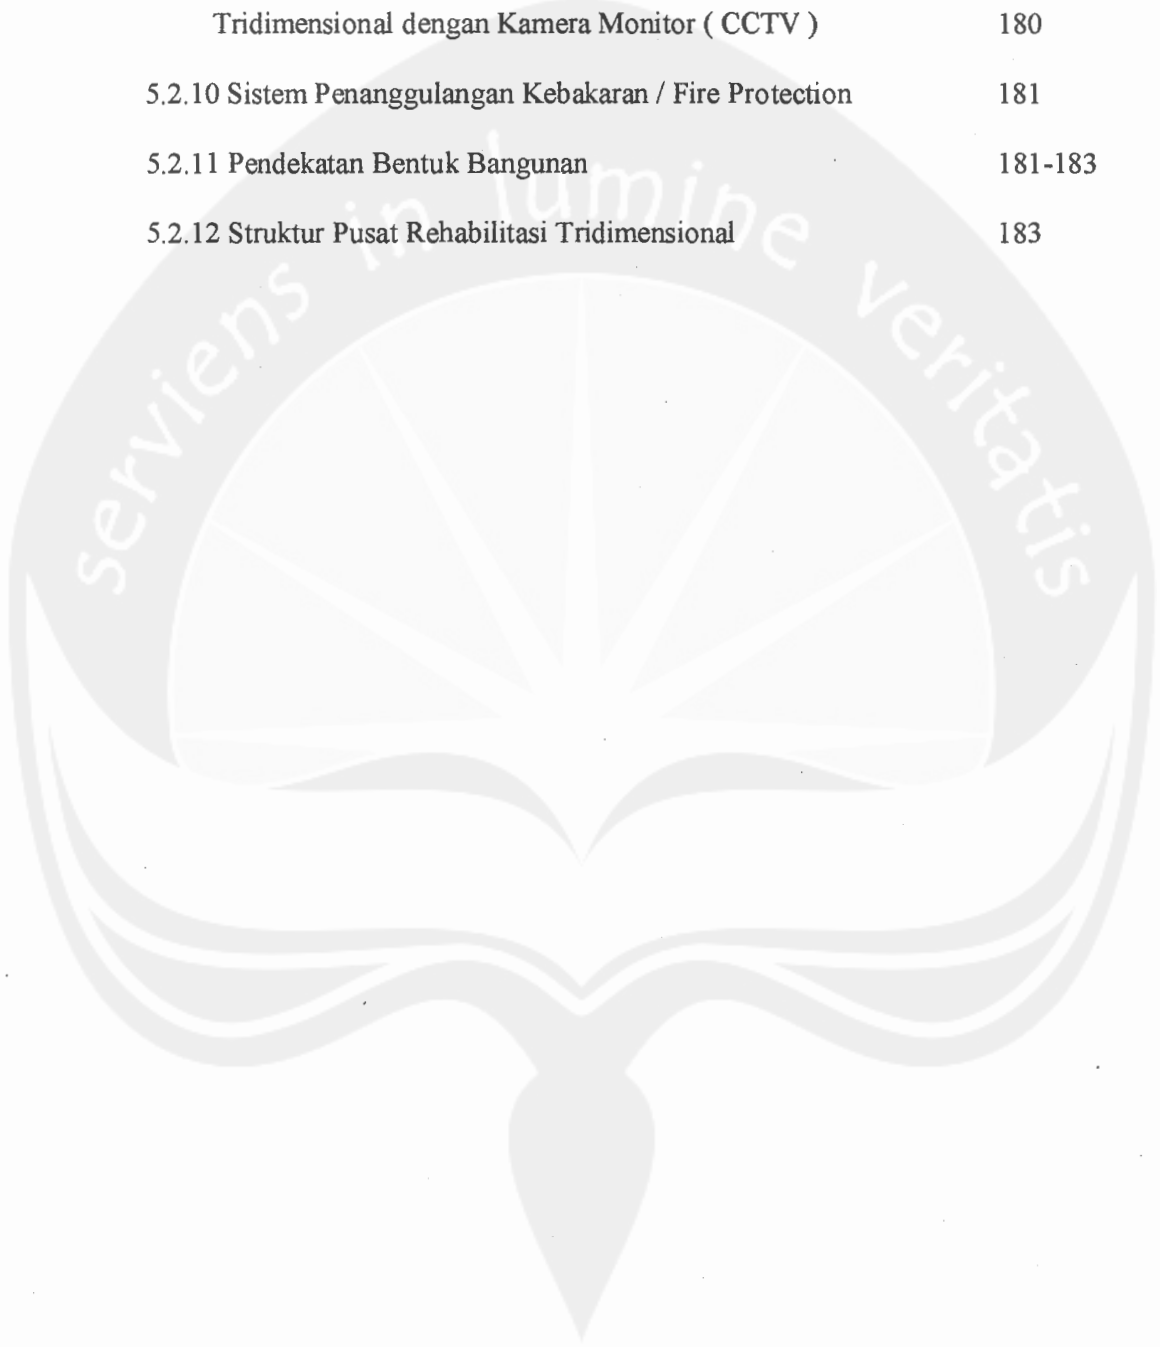 Tridimensional dengan Kamera Monitor ( CCTV ) 180
5.2.10 Sistem Penanggulangan Kebakaran / Fire Protection 181
5.2.11 Pendekatan Bentuk Bangunan 181-183
5.2.12 Struktur Pusat Rehabilitasi Tridimensional 183
serviens in lumine veritatis